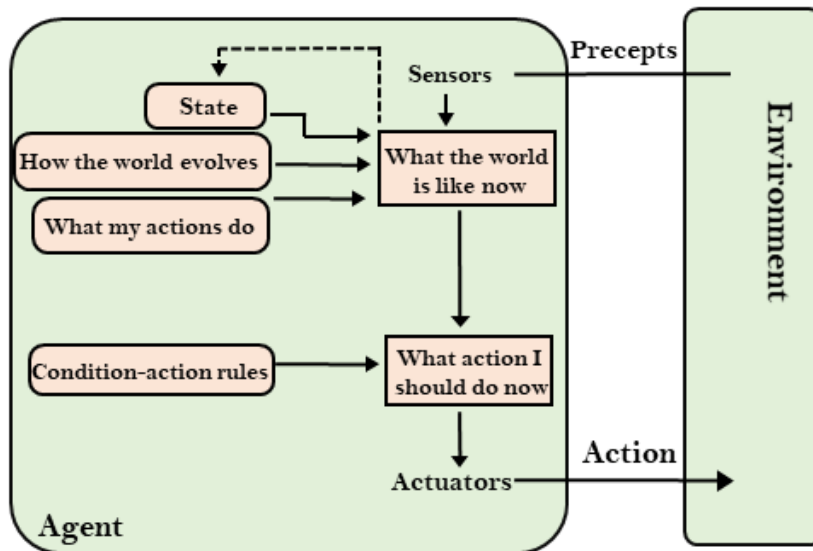 Precepts
Sensors
State
How the world evolves
What the world
is like now
What my actions do
Environment
Condition-action rules
What action I
should do now
Action
Actuators
Agent